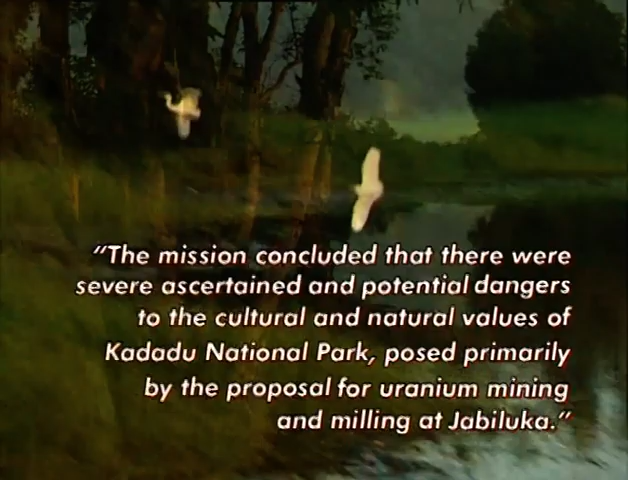 "The mission concluded that there were
severe ascertained and potential dangers
to the cultural and natural values of
Kadadu National Park, posed primarily
by the proposal for uranium mining
and milling at Jabiluka."